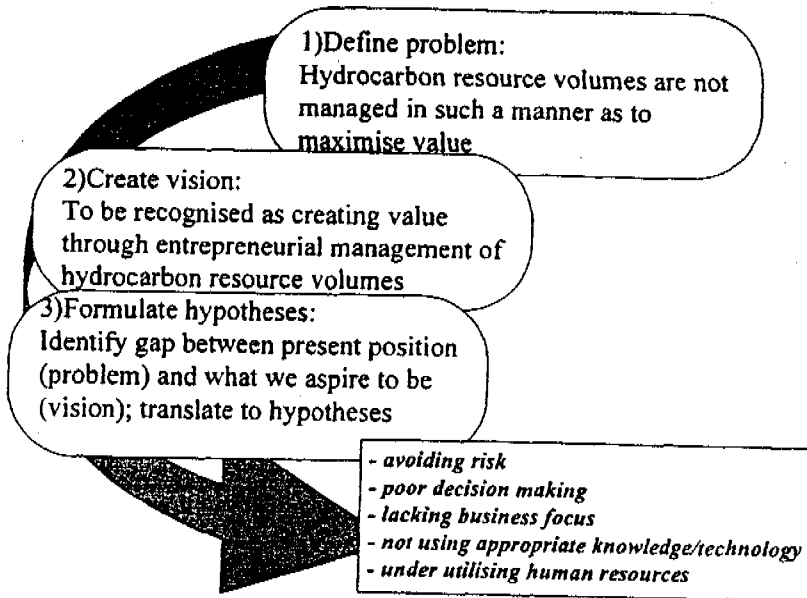 1)Define problem:
Hydrocarbon resource volumes are not
managed in such a manner as to
maximise value
2)Create vision:
To be recognised as creating value
through entrepreneurial management of
hydrocarbon resource volumes
3)Formulate hypotheses:
Identify gap between present position
(problem) and what we aspire to be
(vision); translate to hypotheses
- avoiding risk
- poor decision making
- lacking business focus
- not using appropriate knowledge/technology
- under utilising human resources